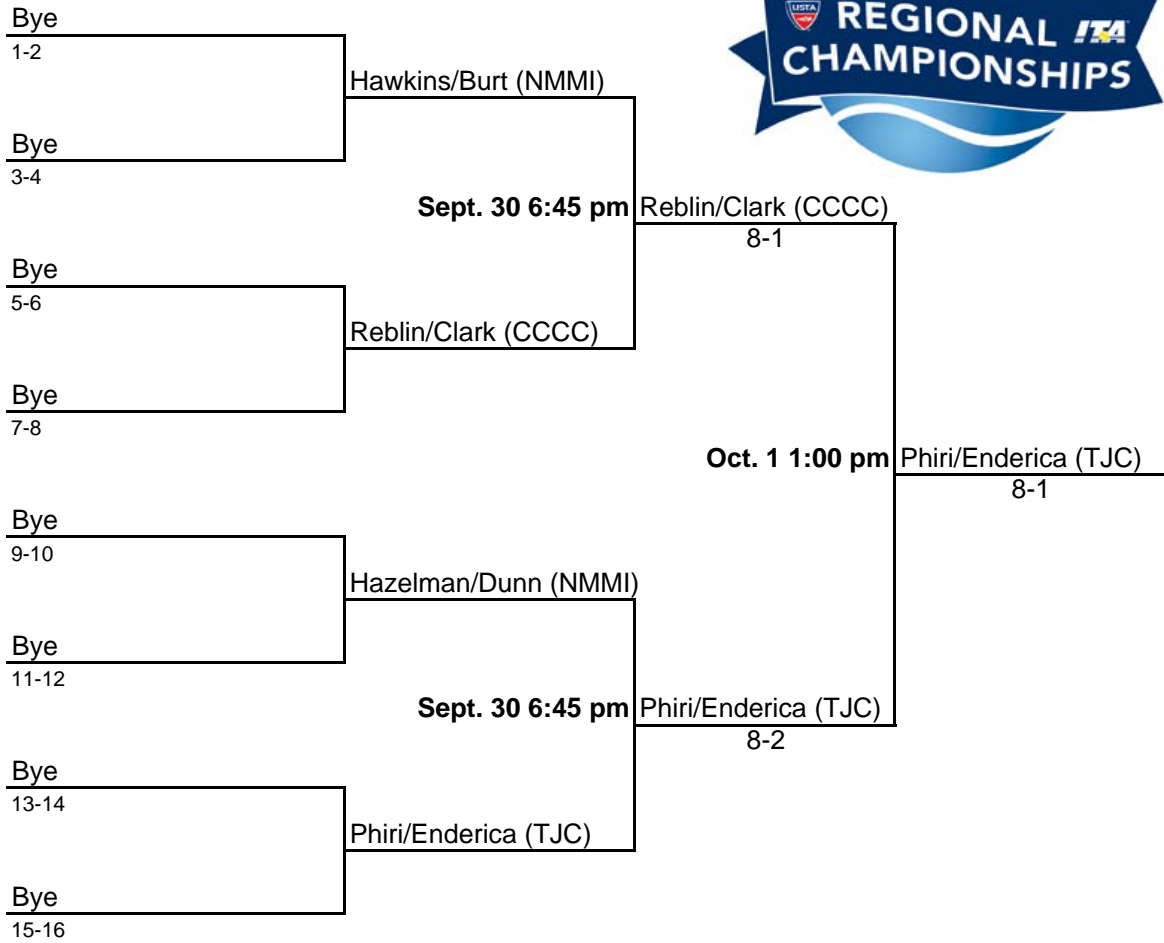 Bye
1-2
USTA REGIONAL ITA
CHAMPIONSHIPS
Hawkins/Burt (NMMI)
Bye
3-4
Sept. 30 6:45 pm Reblin/Clark (CCCC)
8-1
Bye
5-6
Reblin/Clark (CCCC)
Bye
7-8
Oct. 1 1:00 pm Phiri/Enderica (TJC)
8-1
Bye
9-10
Hazelman/Dunn (NMMI)
Bye
11-12
Sept. 30 6:45 pm Phiri/Enderica (TJC)
8-2
Bye
13-14
Phiri/Enderica (TJC)
Bye
15-16